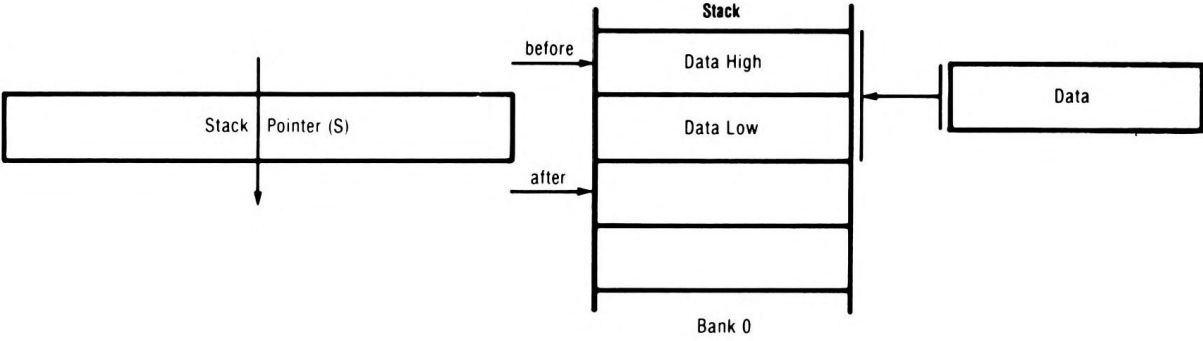 Stack
before
Data High
Data
Stack Pointer (S)
Data Low
after
Bank 0